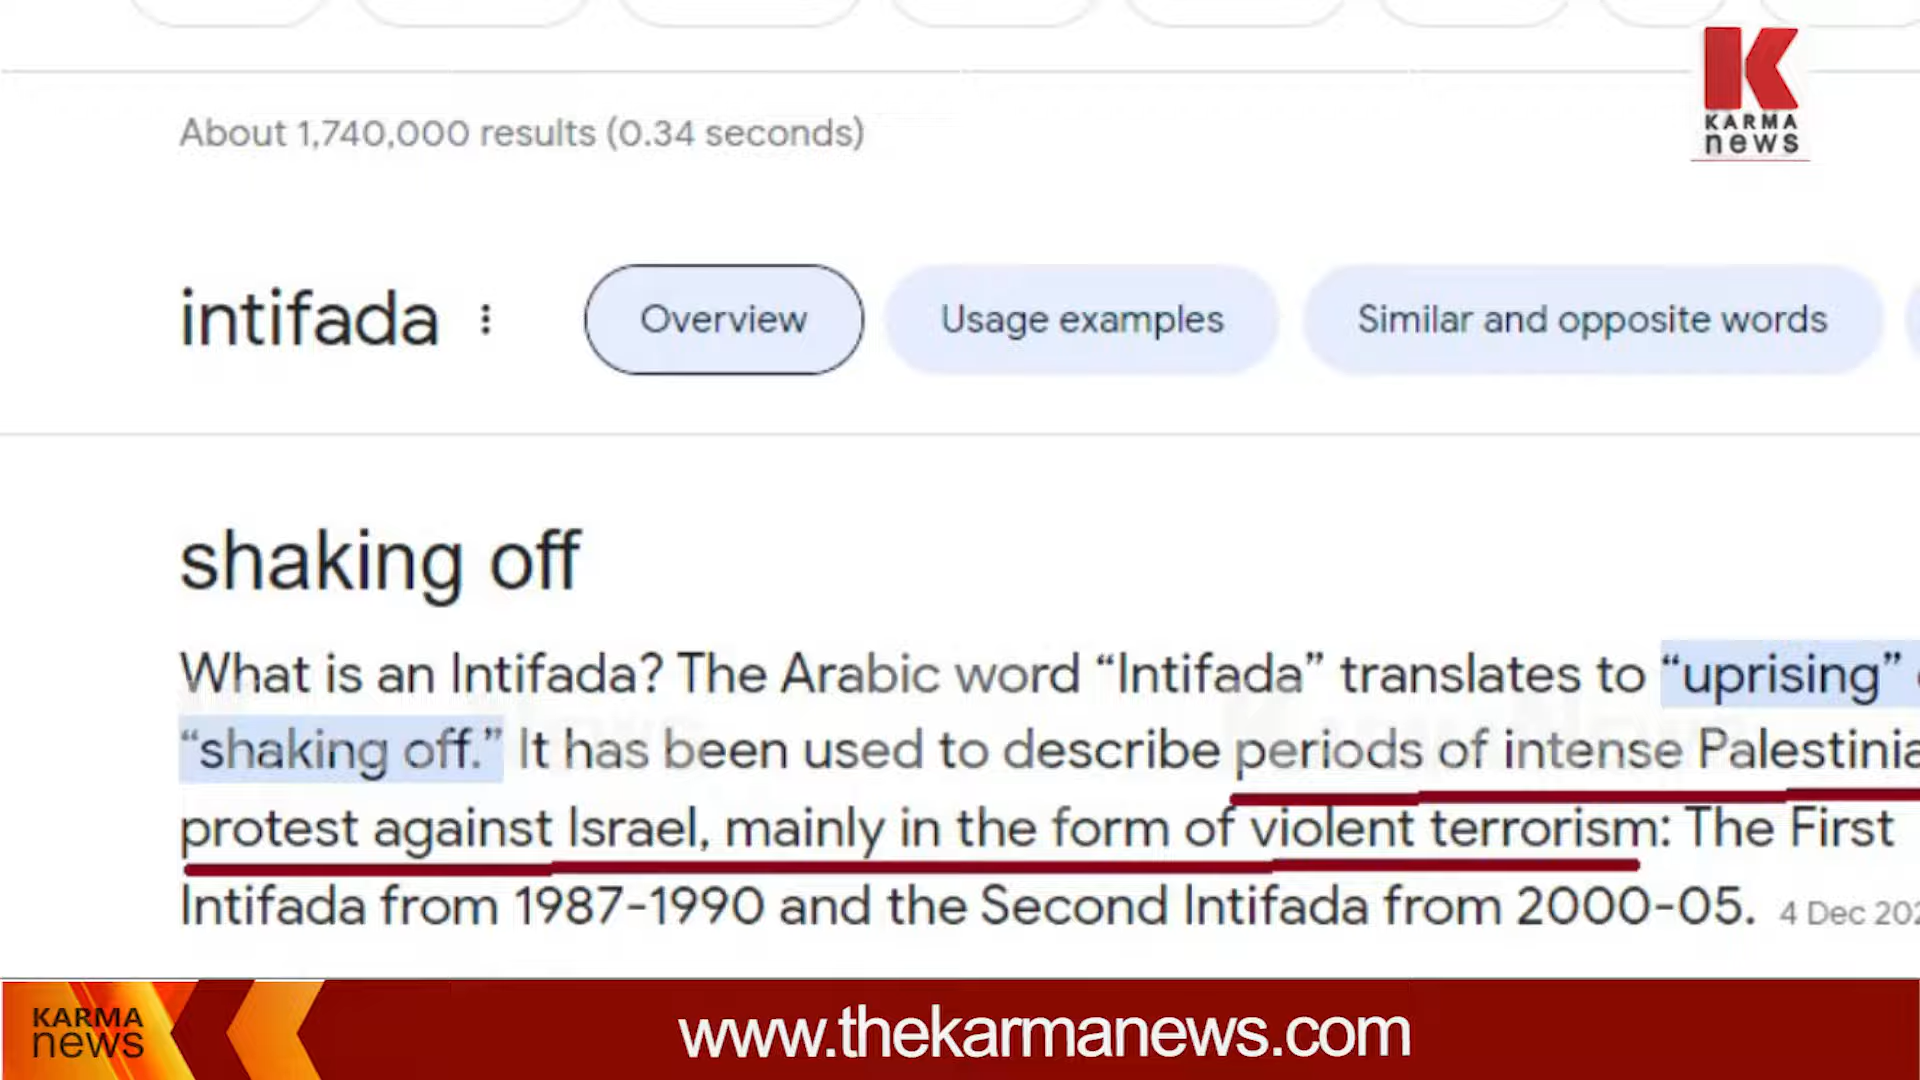 KARMA
news
About 1,740,000 results (0.34 seconds)
intifada
Overview
Usage examples
Similar and opposite words
shaking off
What is an Intifada? The Arabic word “Intifada” translates to “uprising”
“shaking off.” It has been used to describe periods of intense Palestinia
protest against Israel, mainly in the form of violent terrorism: The First
Intifada from 1987-1990 and the Second Intifada from 2000-05. 4 Dec 202
KARMA
news
www.thekarmanews.com